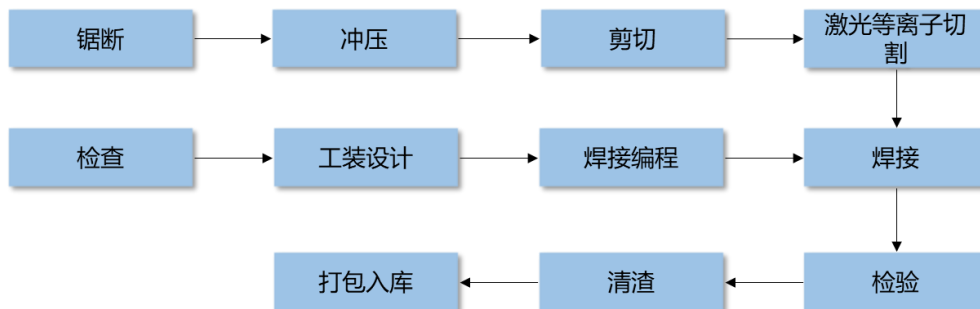 锯断
冲压
剪切
激光等离子切
割
检查
工装设计
焊接编程
焊接
打包入库
清渣
检验